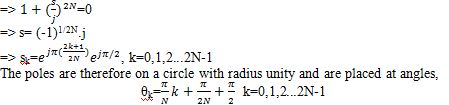 => 1 + (s/j)^2N=0
=> s= (-1)^1/2N.j
=> sk=e^jπ(2k+1/2N)e^jπ/2, k=0,1,2...2N-1
The poles are therefore on a circle with radius unity and are placed at angles,
θk=π/N k + π/2N + π/2 k=0,1,2...2N-1